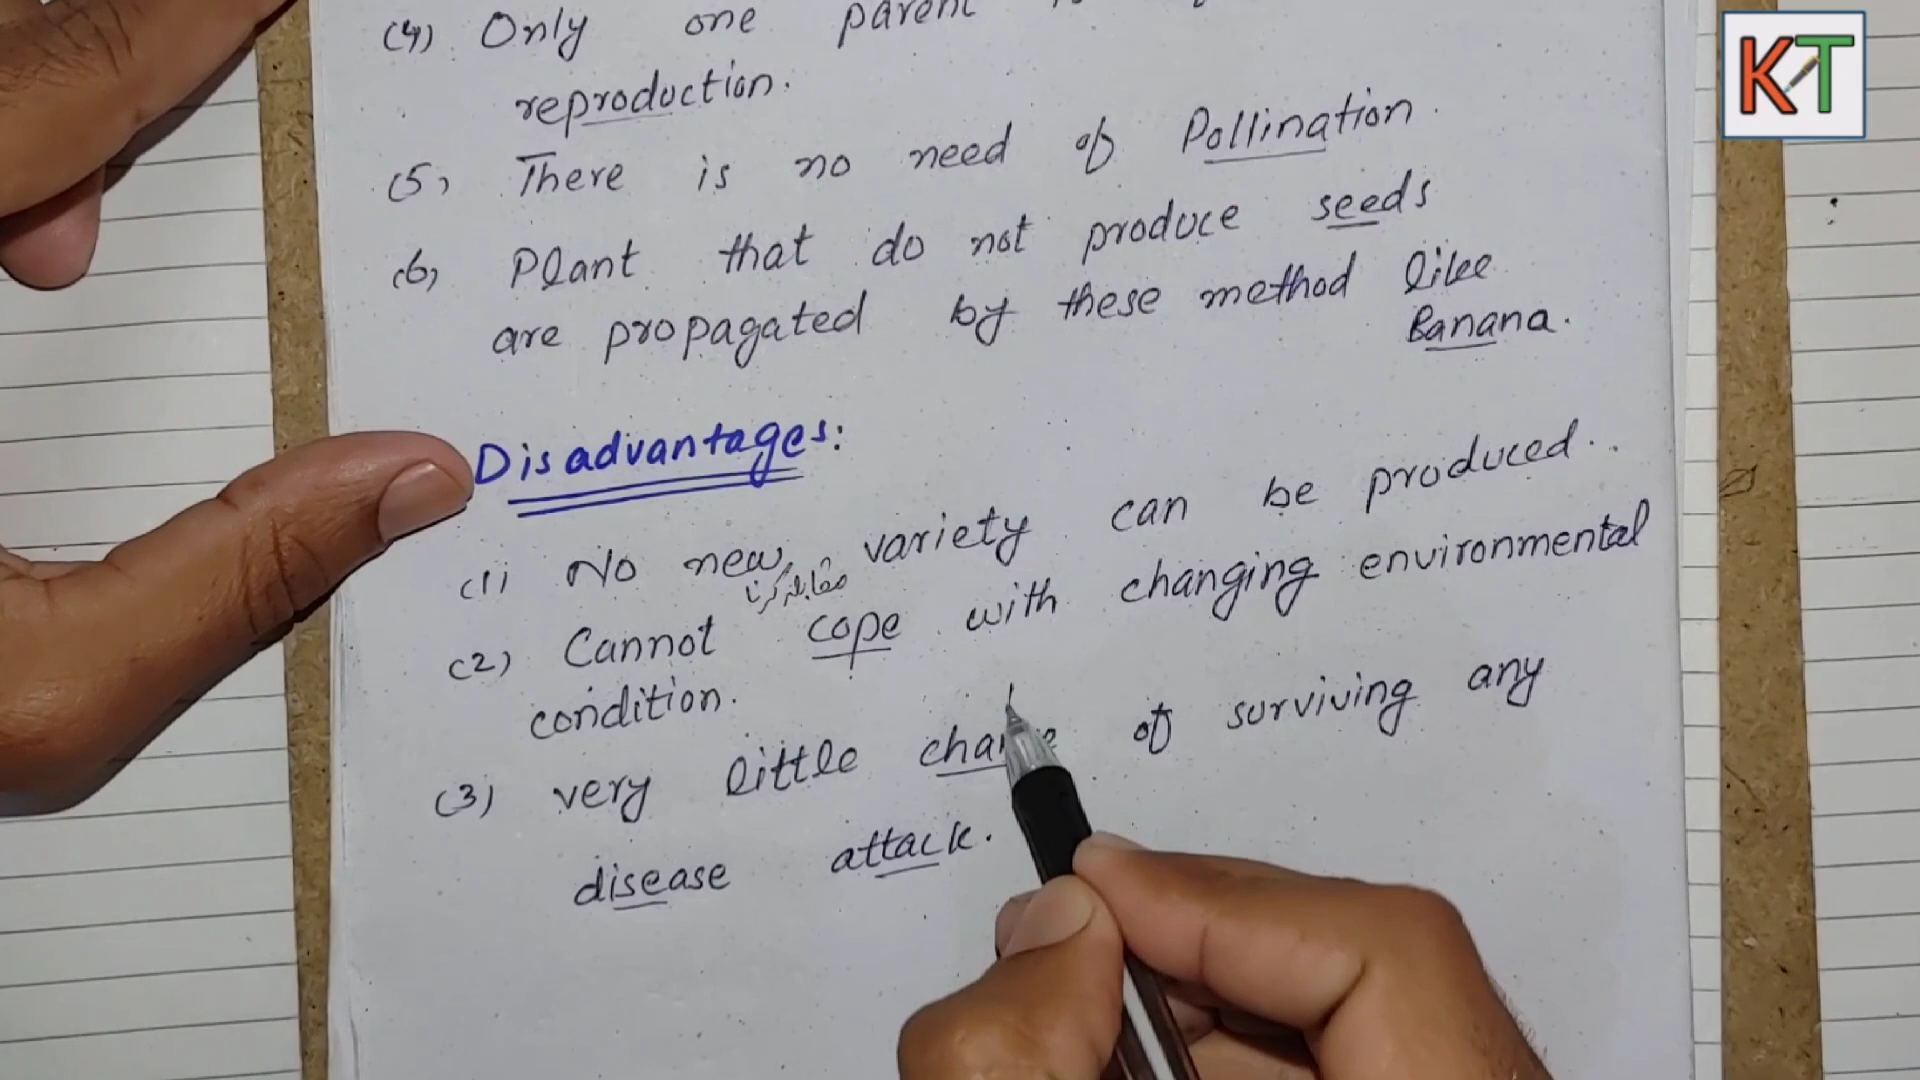 (4) Only one parent
reproduction.
(5) There is no need of Pollination.
(6) Plant that do not produce seeds
are propagated by these method like
Banana.
Disadvantages:
(1) No new variety can be produced.
مقابلہ کرنا
(2) Cannot cope with changing environmental
condition.
(3) very little of surviving any
disease attack.
KT